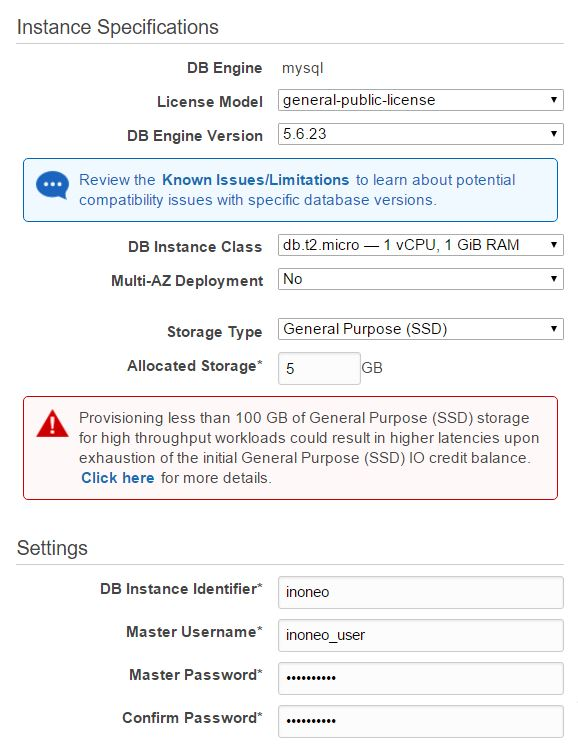 Instance Specifications
DB Engine mysql
License Model general-public-license
DB Engine Version 5.6.23
Review the Known Issues/Limitations to learn about potential
compatibility issues with specific database versions.
DB Instance Class db.t2.micro — 1 vCPU, 1 GiB RAM
Multi-AZ Deployment No
Storage Type General Purpose (SSD)
Allocated Storage* 5 GB
Provisioning less than 100 GB of General Purpose (SSD) storage
for high throughput workloads could result in higher latencies upon
exhaustion of the initial General Purpose (SSD) IO credit balance.
Click here for more details.
Settings
DB Instance Identifier* inoneo
Master Username* inoneo_user
Master Password* ••••••••••
Confirm Password* ••••••••••